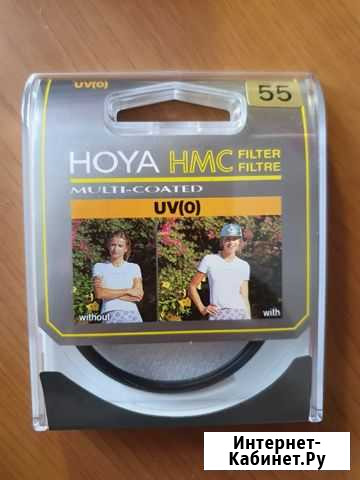 UV(0)
55
HOYA HMC FILTER
FILTRE
MULTI-COATED
UV(0)
without
with
Интернет-
Кабинет.Ру